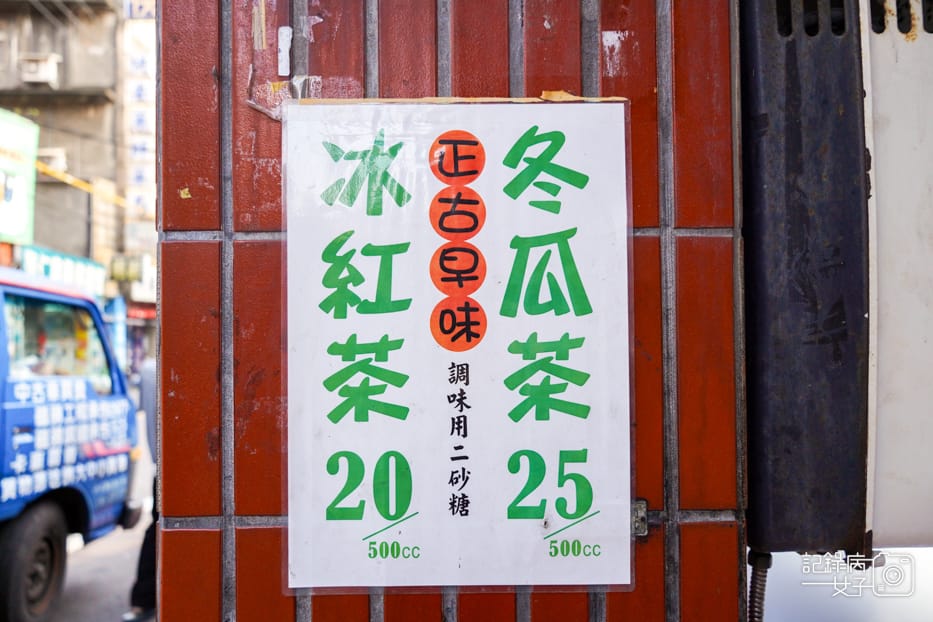 冬瓜茶
25/500CC
正古早味
調味用二砂糖
冰紅茶
20/500CC
記錄病女子